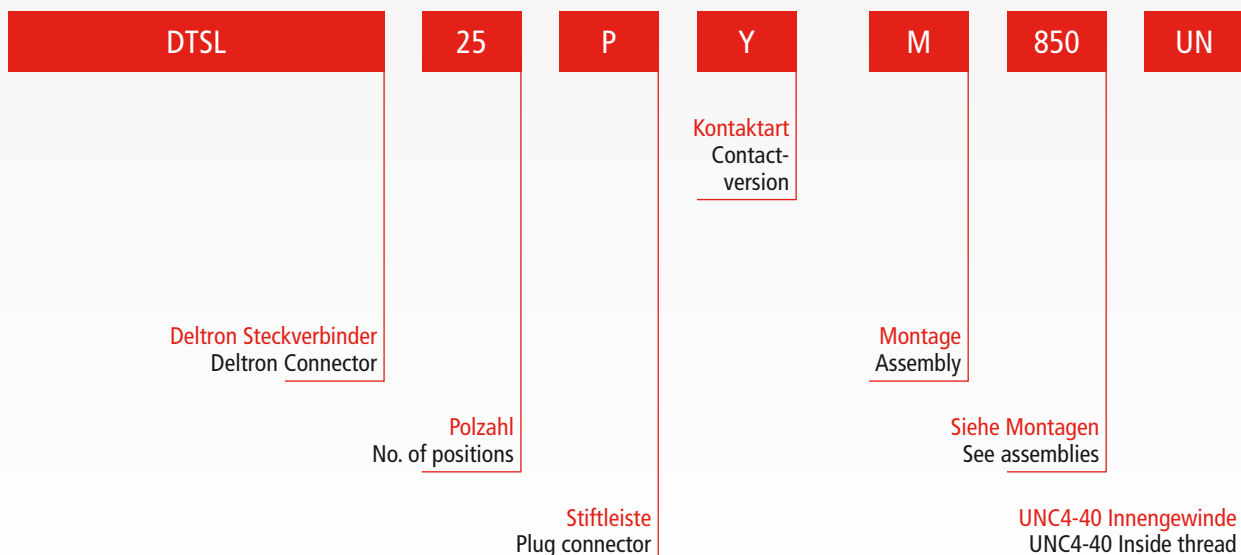 DTSL 25 P Y M 850 UN
Kontaktart
Contact-
version
Deltron Steckverbinder
Deltron Connector
Montage
Assembly
Polzahl
No. of positions
Siehe Montagen
See assemblies
Stiftleiste
Plug connector
UNC4-40 Innengewinde
UNC4-40 Inside thread